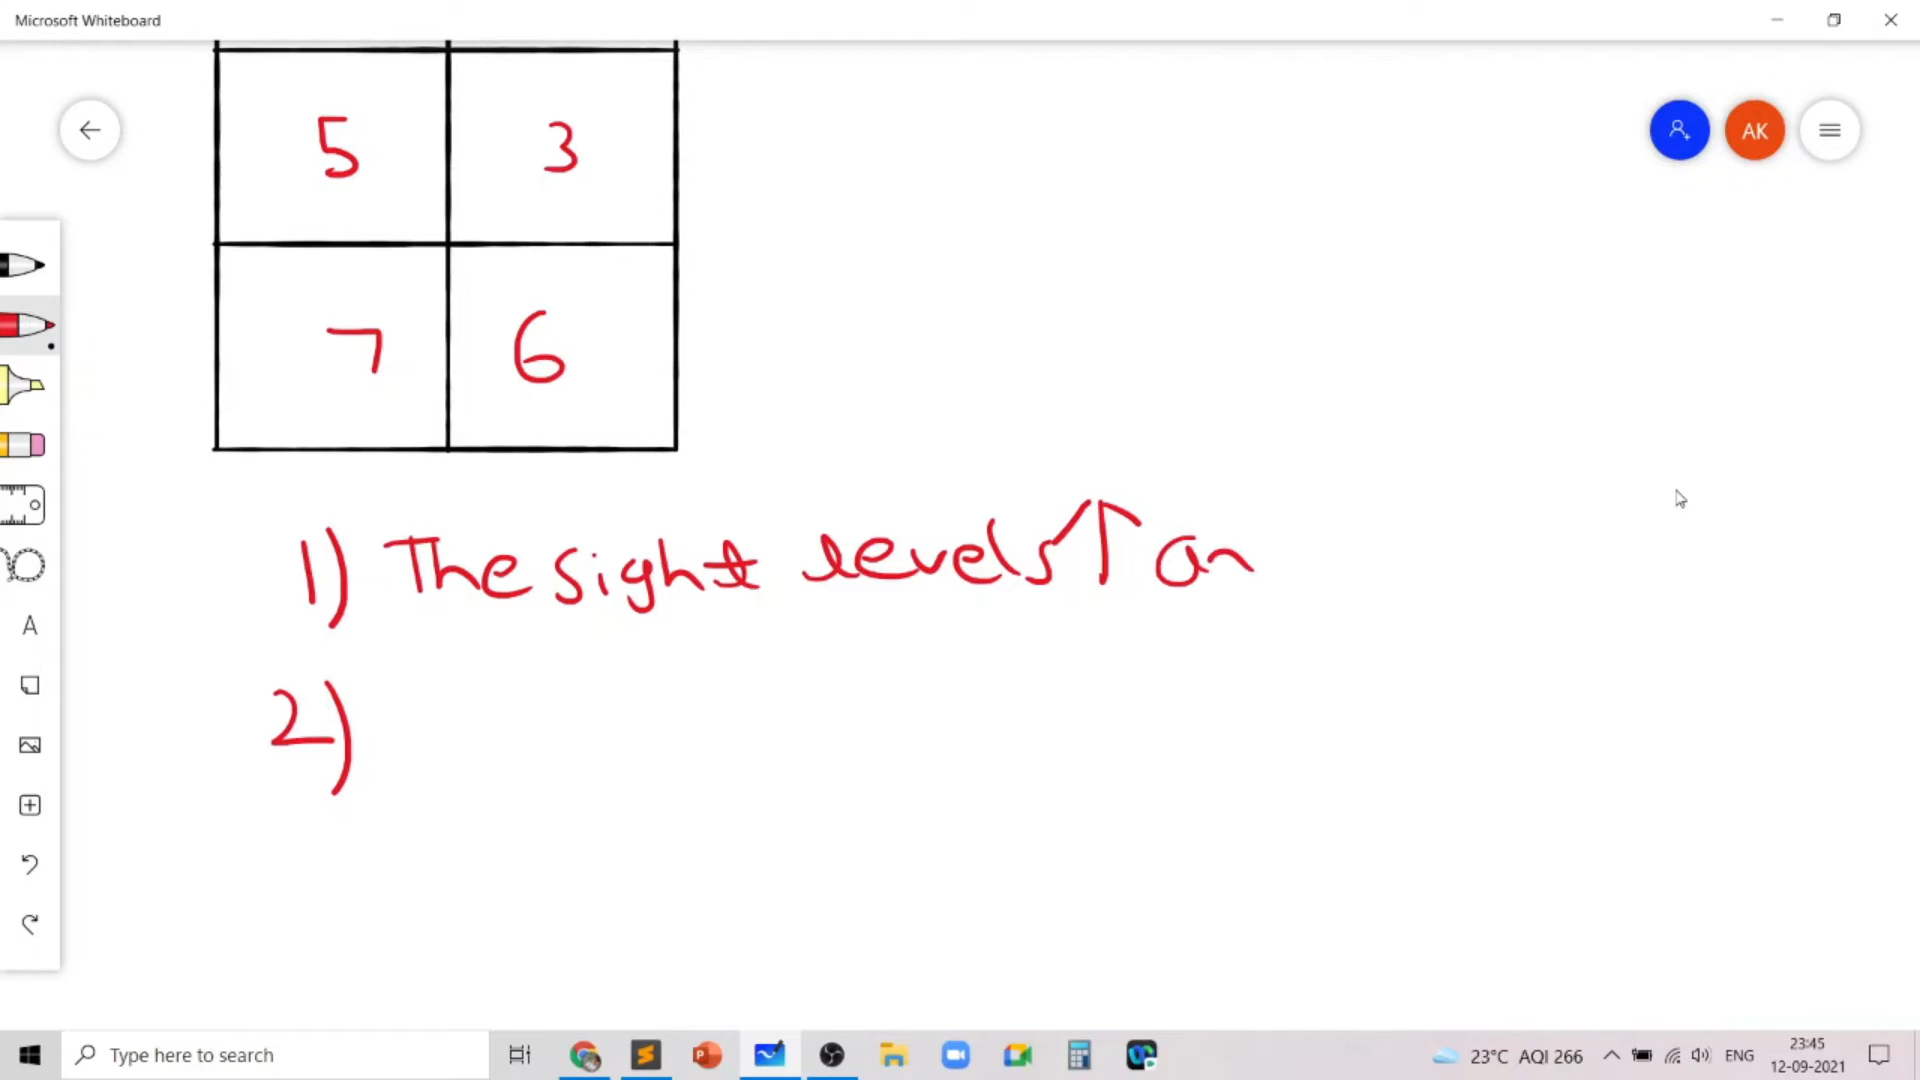 Microsoft Whiteboard
5 3
AK
7 6
1) The sight levels ↑ an
2)
A
Type here to search
23°C AQI 266
ENG
23:45
12-09-2021